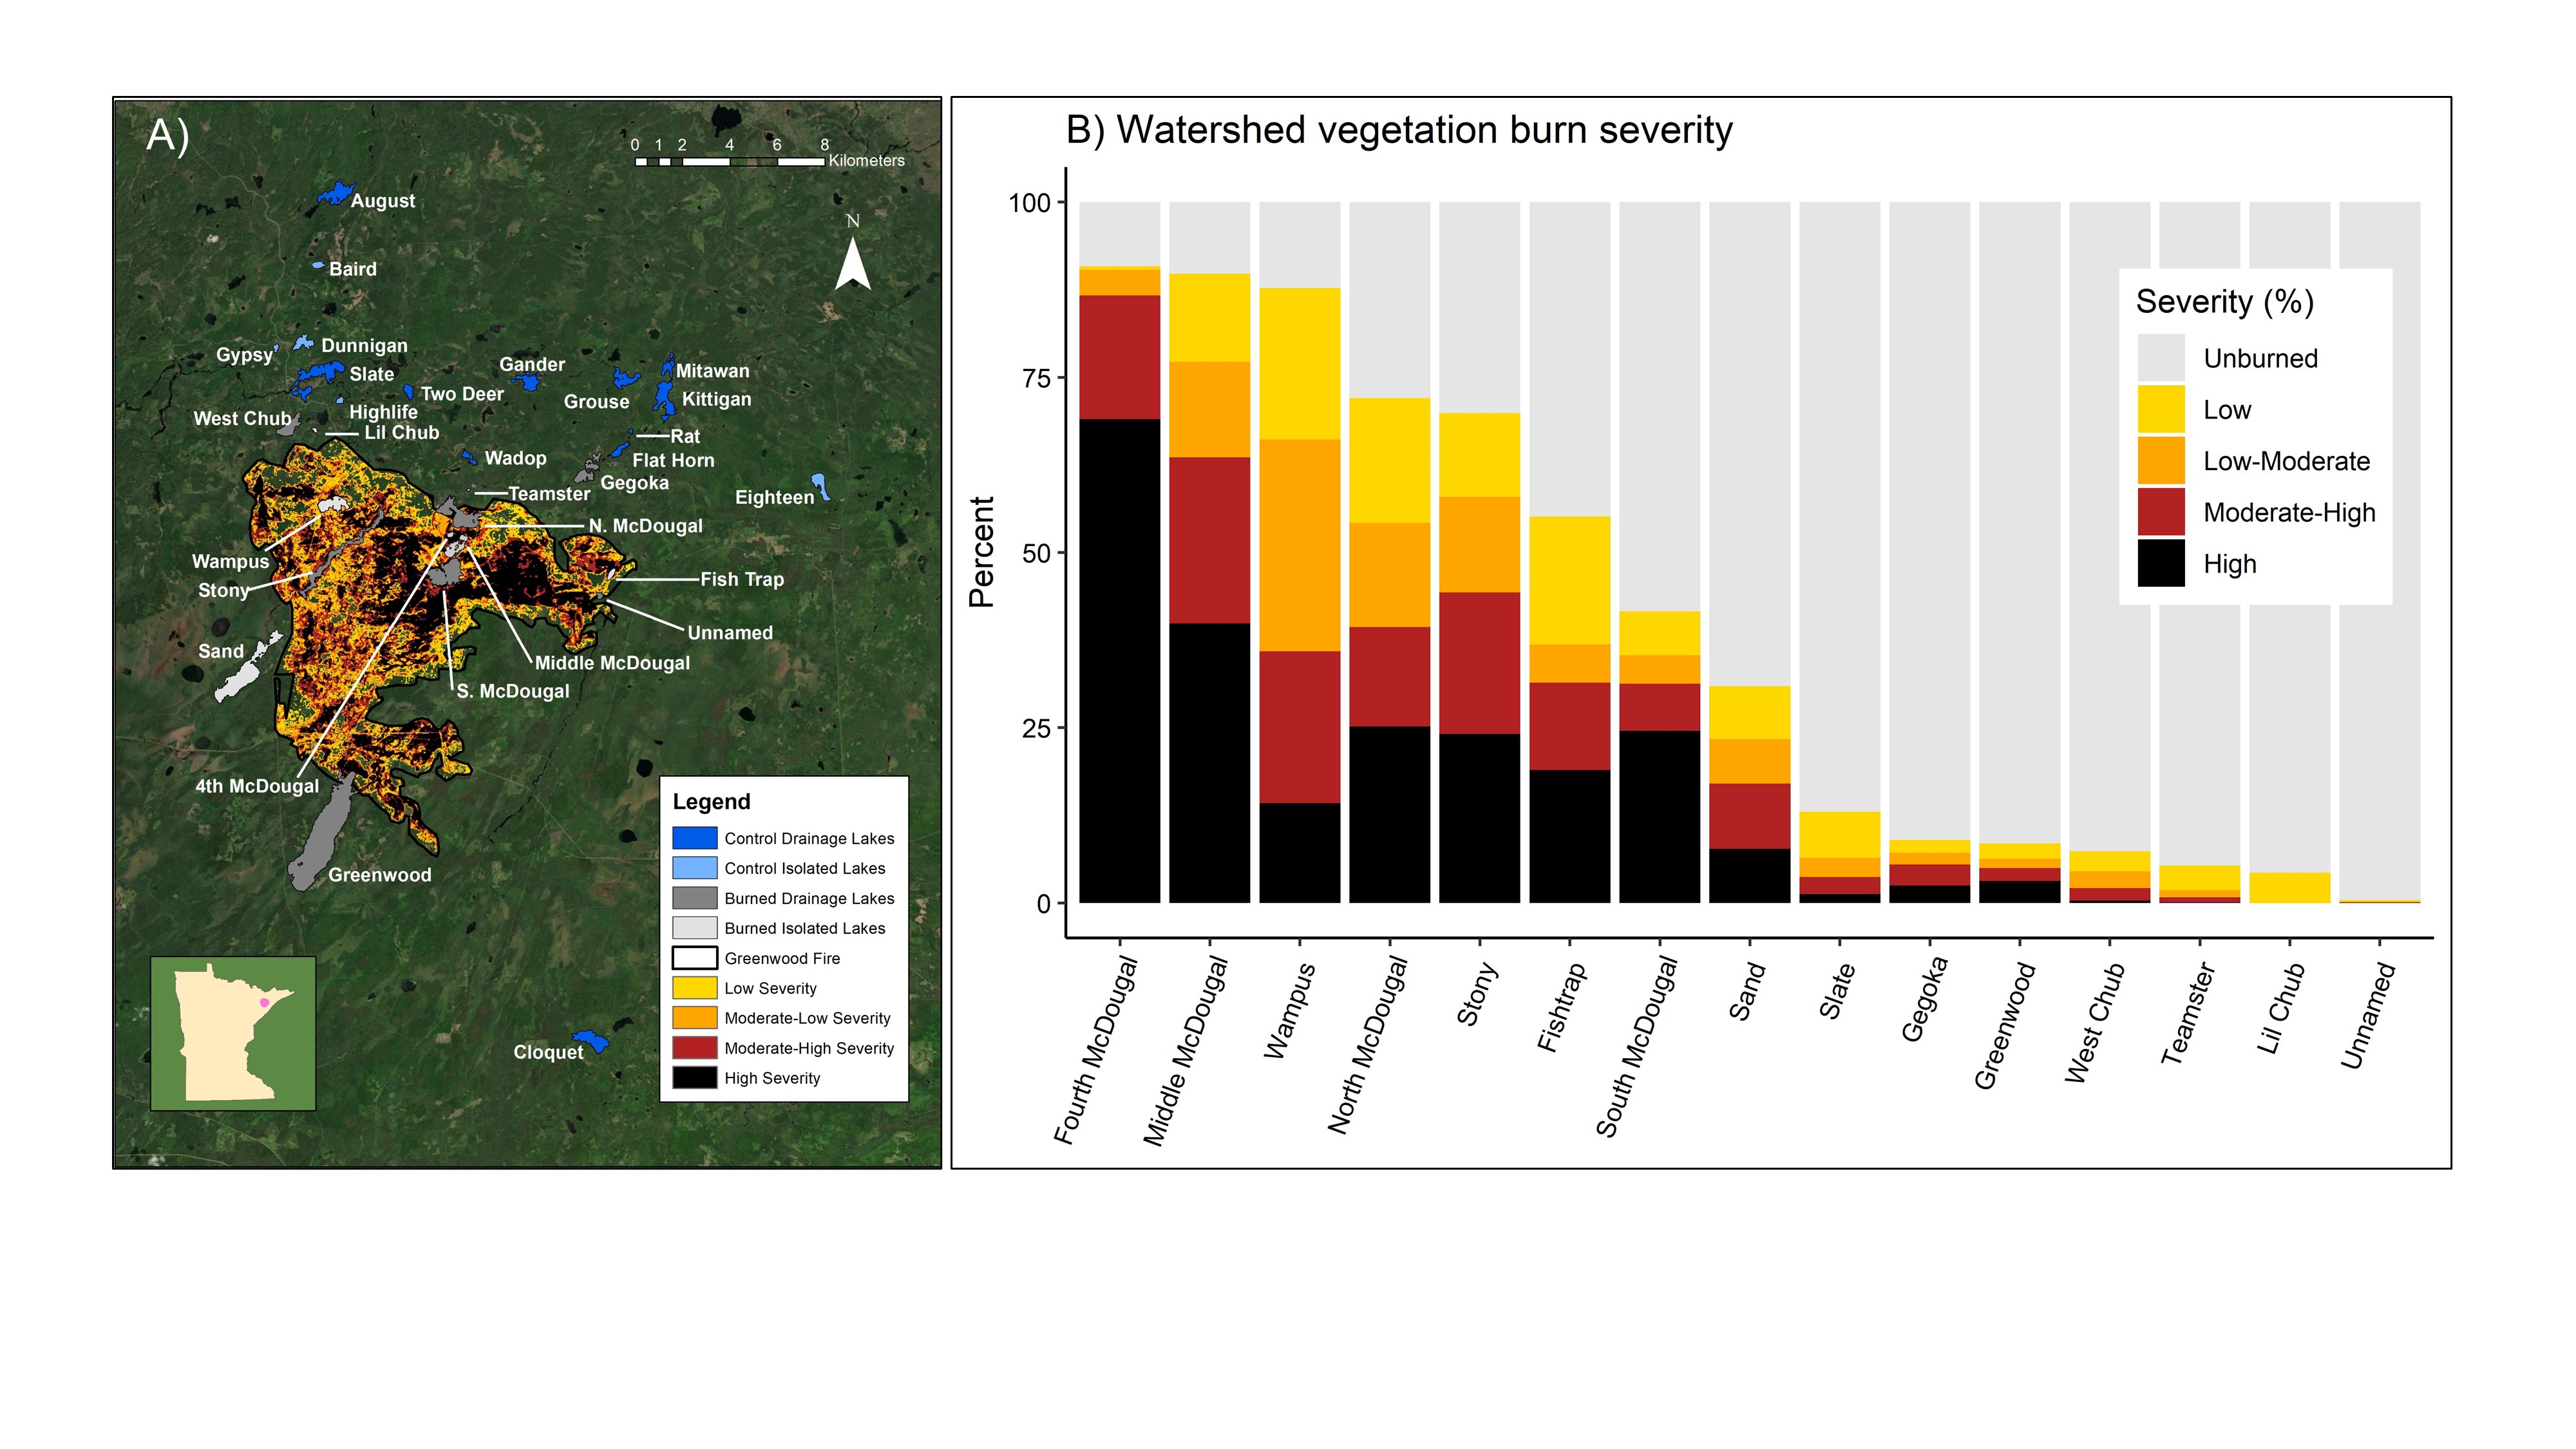 A)
0 1 2 4 6 8
Kilometers
N
August
Baird
Gypsy
Dunnigan
Slate
Gander
Mitawan
Two Deer
Grouse
Kittigan
Highlife
West Chub
Lil Chub
Rat
Wadop
Flat Horn
Gegoka
Teamster
Eighteen
N. McDougal
Wampus
Stony
Fish Trap
Unnamed
Sand
Middle McDougal
S. McDougal
4th McDougal
Greenwood
Cloquet
Legend
Control Drainage Lakes
Control Isolated Lakes
Burned Drainage Lakes
Burned Isolated Lakes
Greenwood Fire
Low Severity
Moderate-Low Severity
Moderate-High Severity
High Severity
B) Watershed vegetation burn severity
Percent
100
75
50
25
0
Severity (%)
Unburned
Low
Low-Moderate
Moderate-High
High
Fourth McDougal
Middle McDougal
Wampus
North McDougal
Stony
Fishtrap
South McDougal
Sand
Slate
Gegoka
Greenwood
West Chub
Teamster
Lil Chub
Unnamed